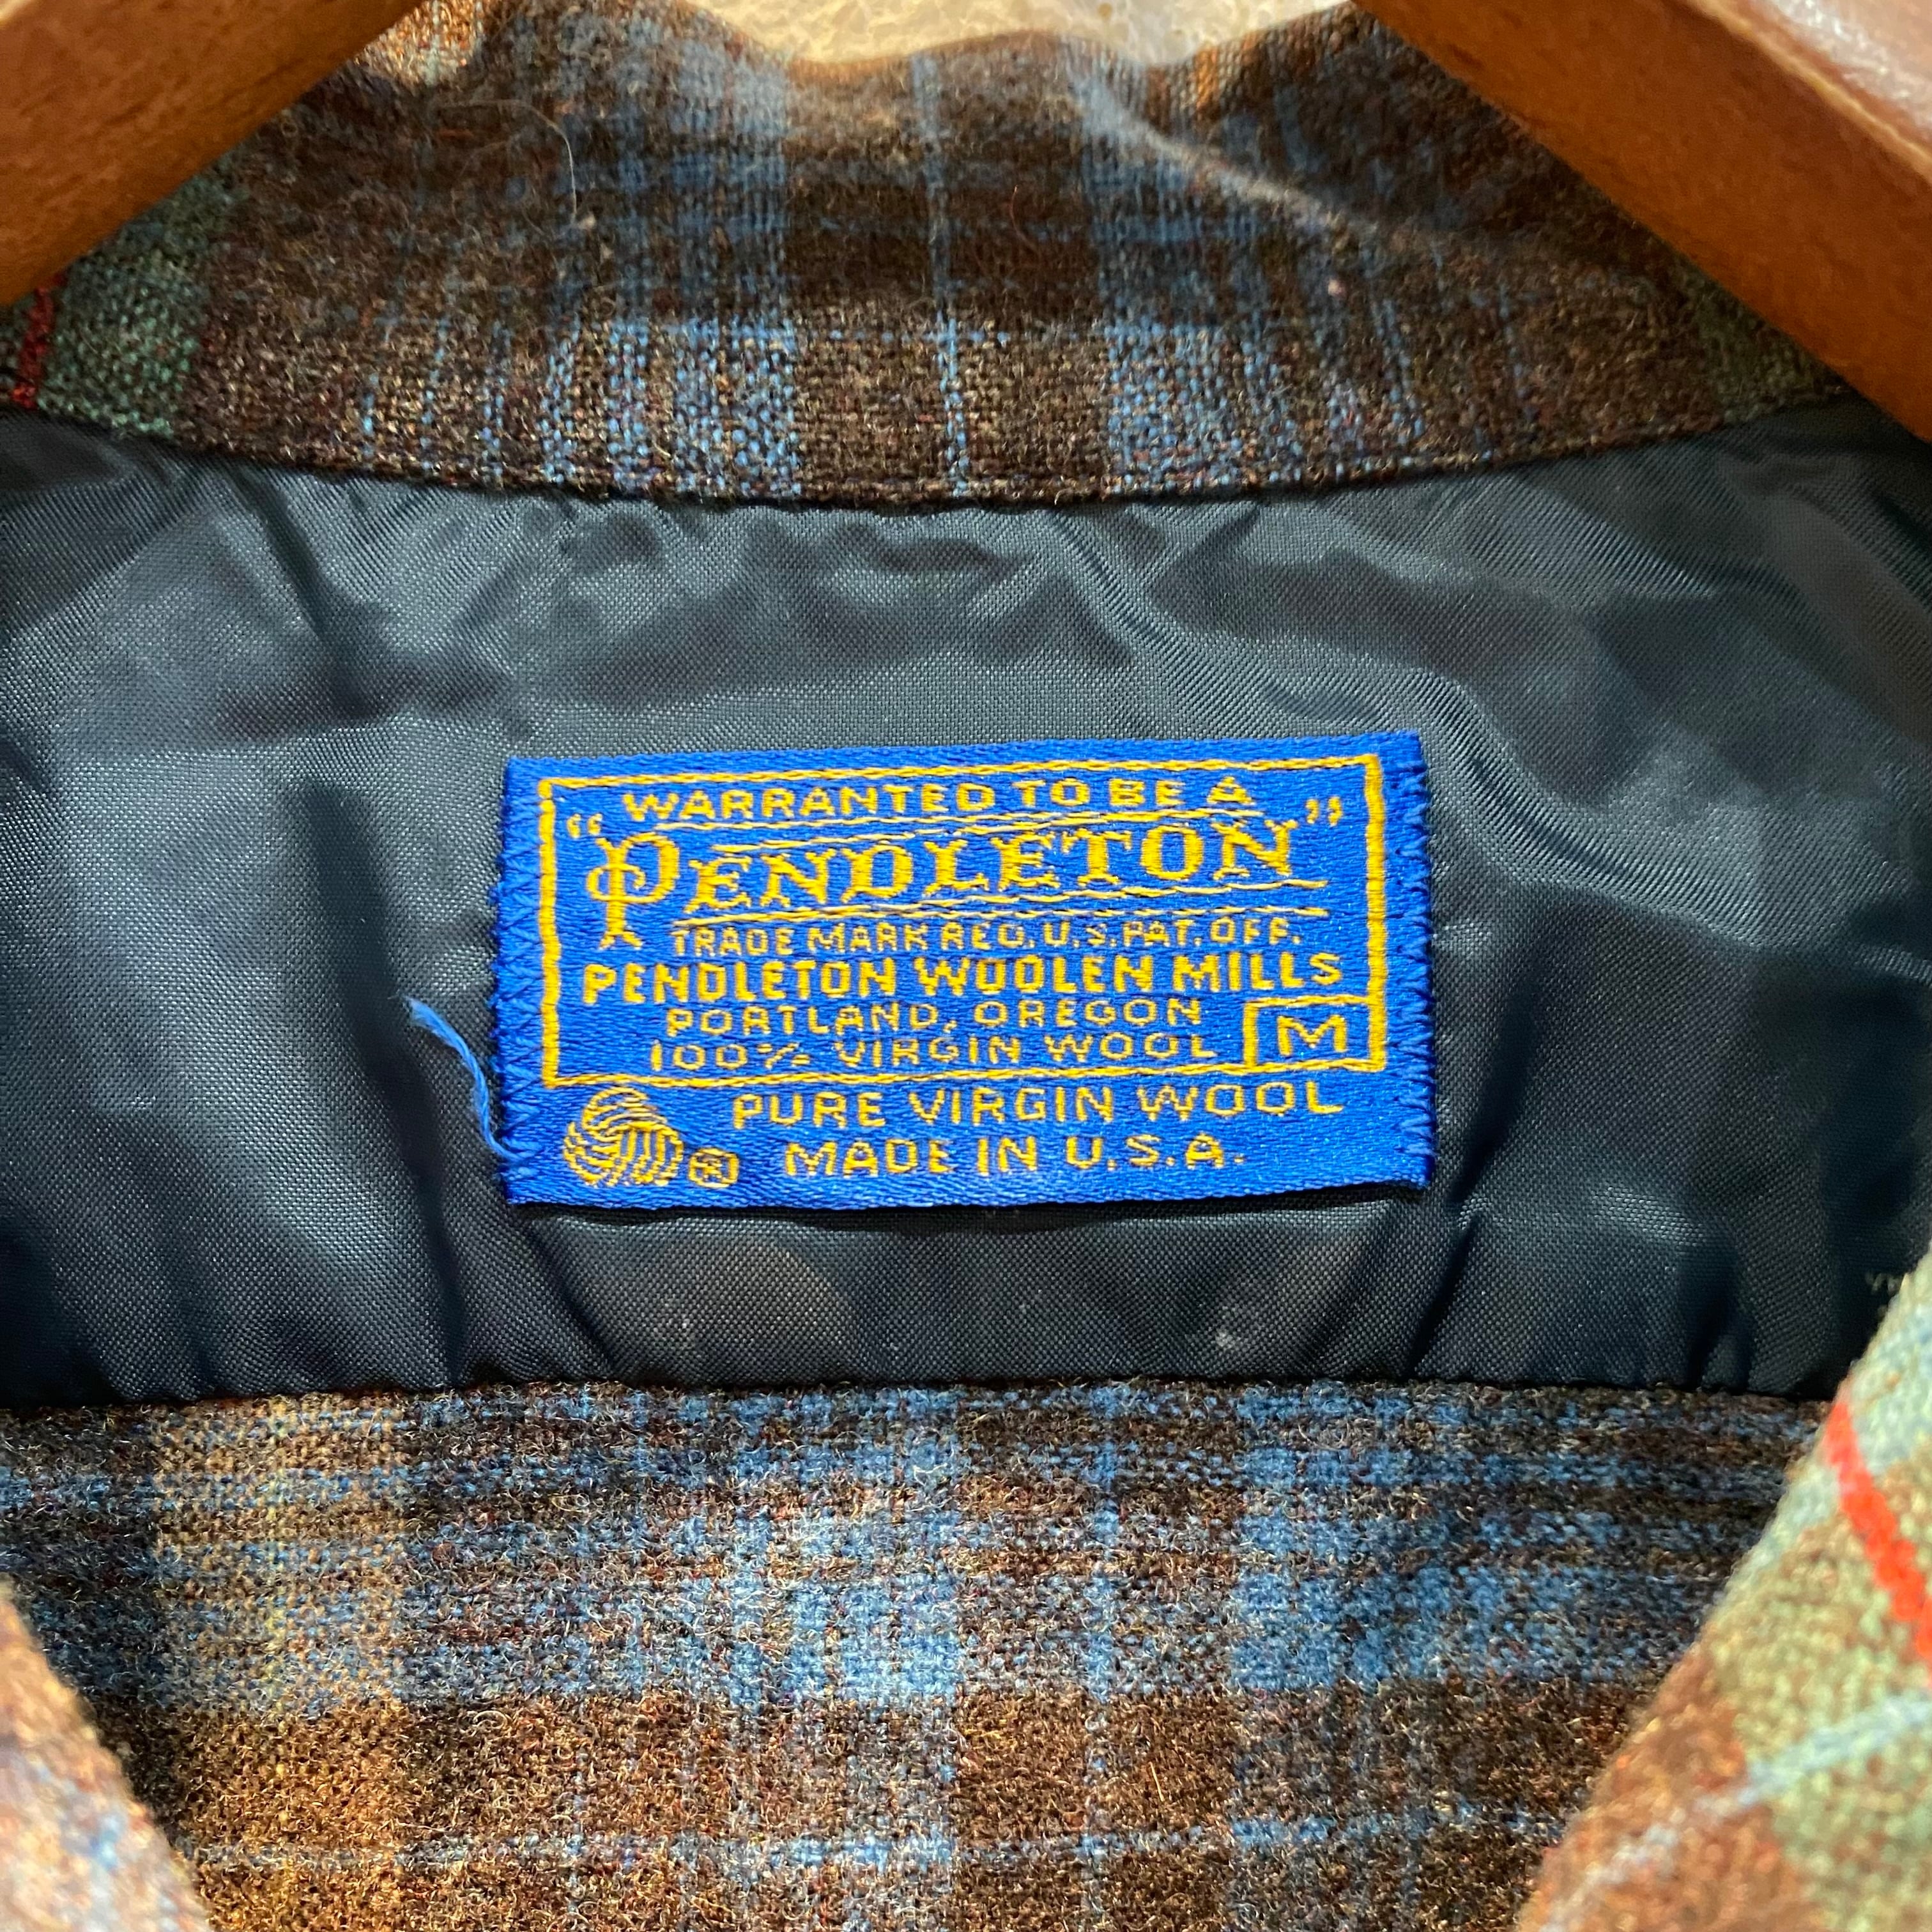 WARRANTED TO BE A
"PENDLETON"
TRADE MARK REG. U.S. PAT. OFF.
PENDLETON WOOLEN MILLS
PORTLAND, OREGON
100% VIRGIN WOOL M
PURE VIRGIN WOOL
® MADE IN U.S.A.